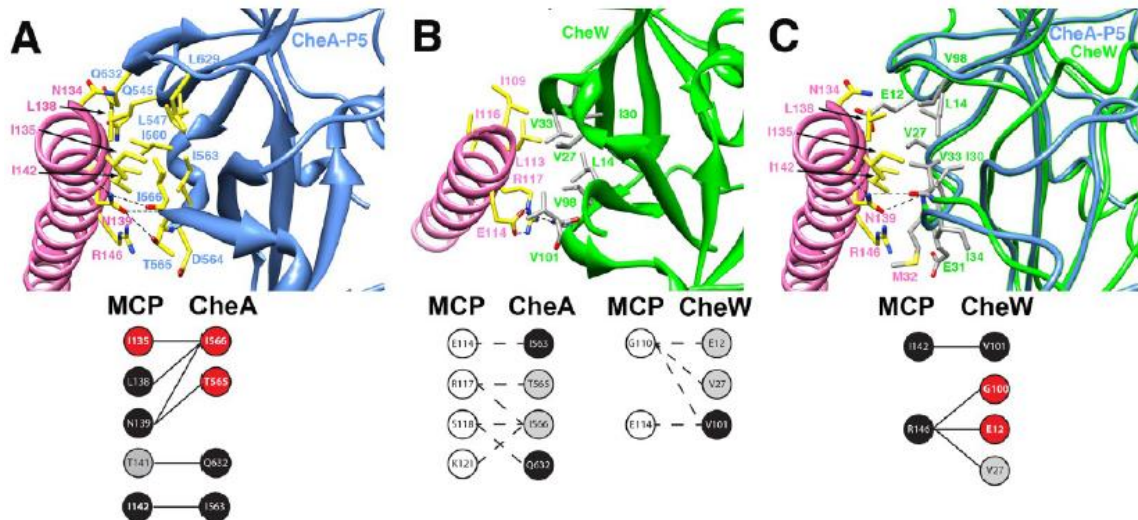 A
CheA-P5
L629
Q632
Q545
N134
L138
L547
I135
I560
I563
I142
I566
N139
R146
T565
D564
B
CheW
I109
I116
V33
I30
L113
V27
L14
R117
V98
E114
V101
C
CheA-P5
CheW
V98
N134
E12
L138
L14
I135
V27
I142
V33
I30
N139
R146
I34
E31
M32
MCP CheA
I135 I566
L138 T565
N139
T141 Q632
I142 I563
MCP CheA
E114 I563
R117 T565
S118 I566
K121 Q632
MCP CheW
G110 E12
V27
E114 V101
MCP CheW
I142 V101
G100
R146 E12
V27